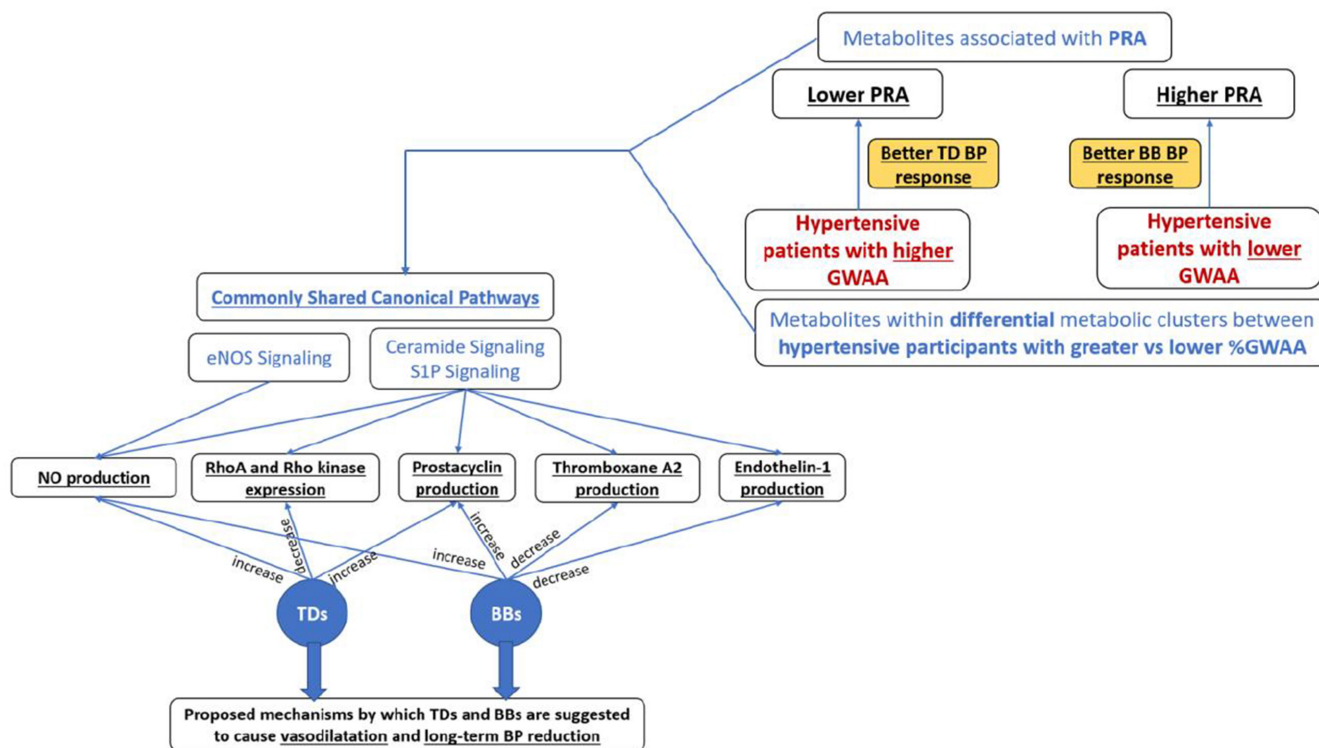 Metabolites associated with PRA
Lower PRA
Higher PRA
Better TD BP
response
Better BB BP
response
Hypertensive
patients with higher
GWAA
Hypertensive
patients with lower
GWAA
Commonly Shared Canonical Pathways
Metabolites within differential metabolic clusters between
hypertensive participants with greater vs lower %GWAA
eNOS Signaling
Ceramide Signaling
S1P Signaling
NO production
RhoA and Rho kinase
expression
Prostacyclin
production
Thromboxane A2
production
Endothelin-1
production
increase
decrease
increase
increase
increase
decrease
decrease
TDs
BBs
Proposed mechanisms by which TDs and BBs are suggested
to cause vasodilatation and long-term BP reduction